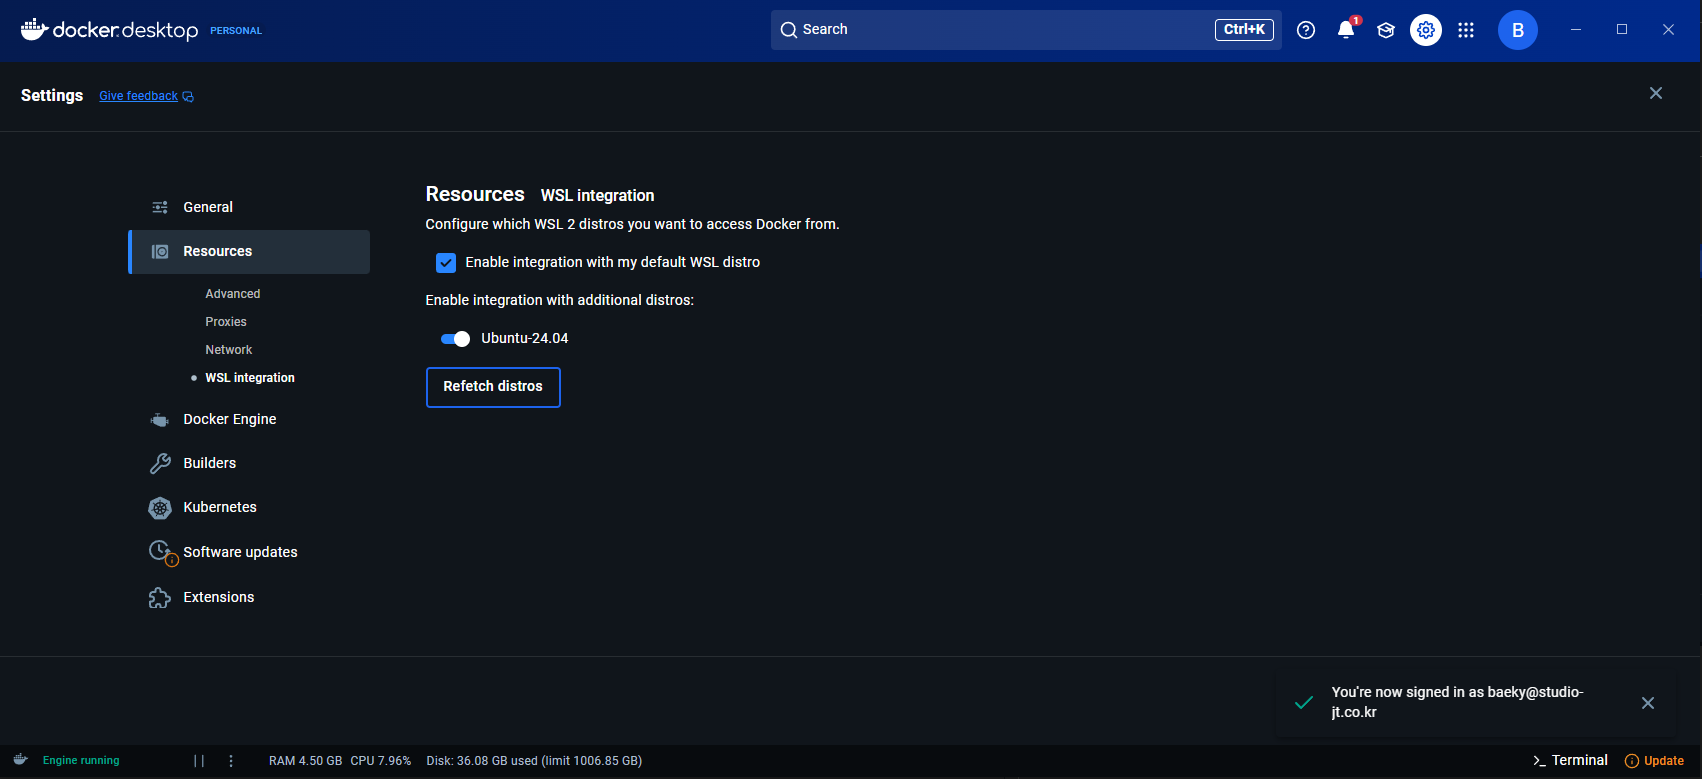 docker.desktop PERSONAL
Search
Ctrl+K
1
B
Settings
Give feedback
General
Resources
Advanced
Proxies
Network
WSL integration
Docker Engine
Builders
Kubernetes
Software updates
Extensions
Resources WSL integration
Configure which WSL 2 distros you want to access Docker from.
Enable integration with my default WSL distro
Enable integration with additional distros:
Ubuntu-24.04
Refetch distros
You're now signed in as baeky@studio-
jt.co.kr
Engine running
RAM 4.50 GB CPU 7.96% Disk: 36.08 GB used (limit 1006.85 GB)
Terminal
Update